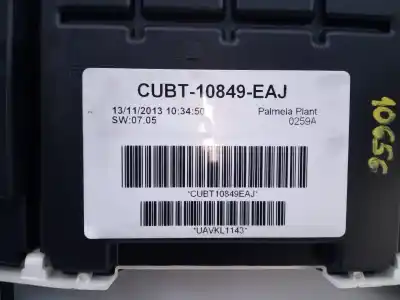 CUBT-10849-EAJ
13/11/2013 10:34:50 Palmela Plant
SW:07.05 0259A
*CUBT10849EAJ*
*UAVKL1143*
10656